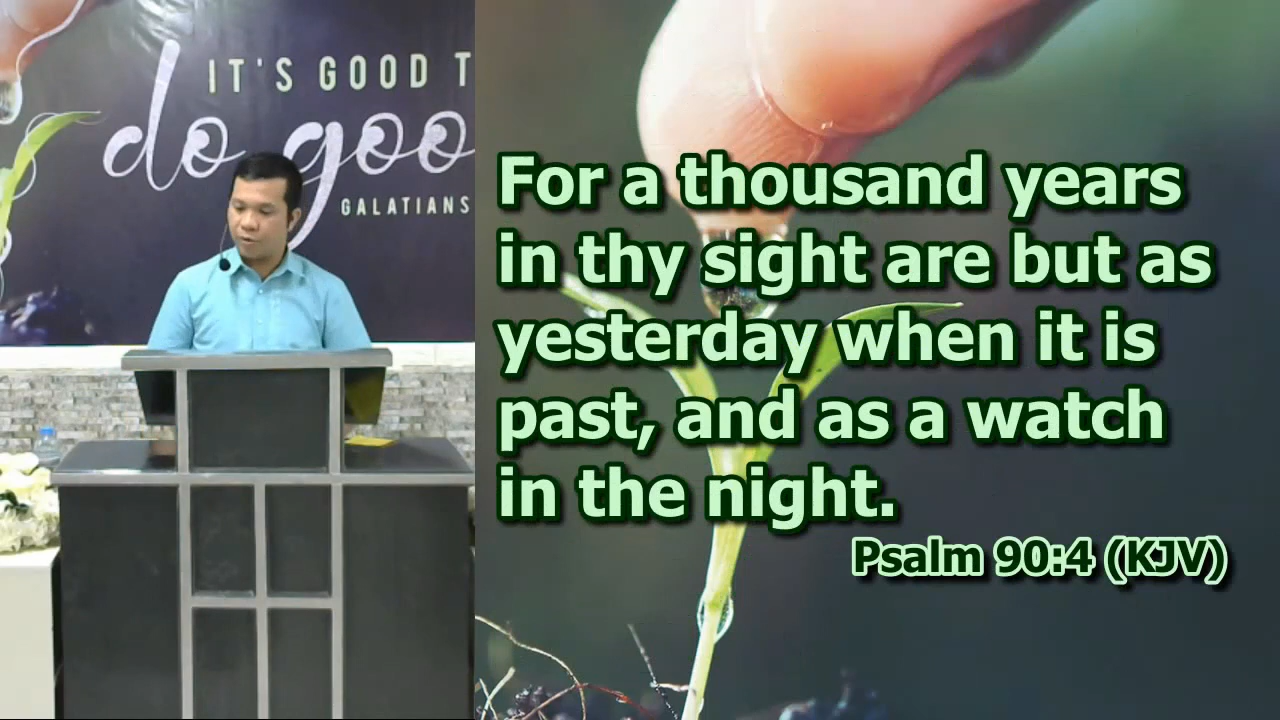 IT'S GOOD T
do goo
GALATIANS
For a thousand years
in thy sight are but as
yesterday when it is
past, and as a watch
in the night.
Psalm 90:4 (KJV)